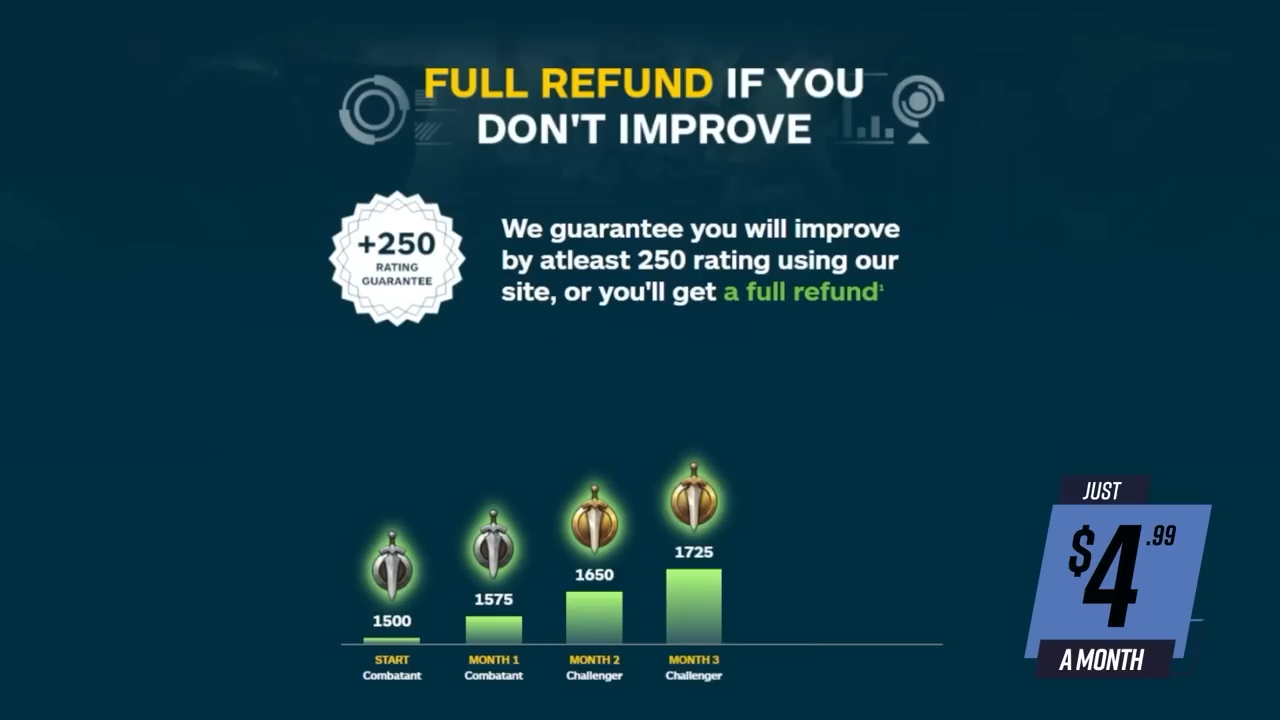 FULL REFUND IF YOU
DON'T IMPROVE
+250
RATING
GUARANTEE
We guarantee you will improve
by atleast 250 rating using our
site, or you'll get a full refund¹
1500
1575
1650
1725
START
Combatant
MONTH 1
Combatant
MONTH 2
Challenger
MONTH 3
Challenger
JUST
$4.99
A MONTH